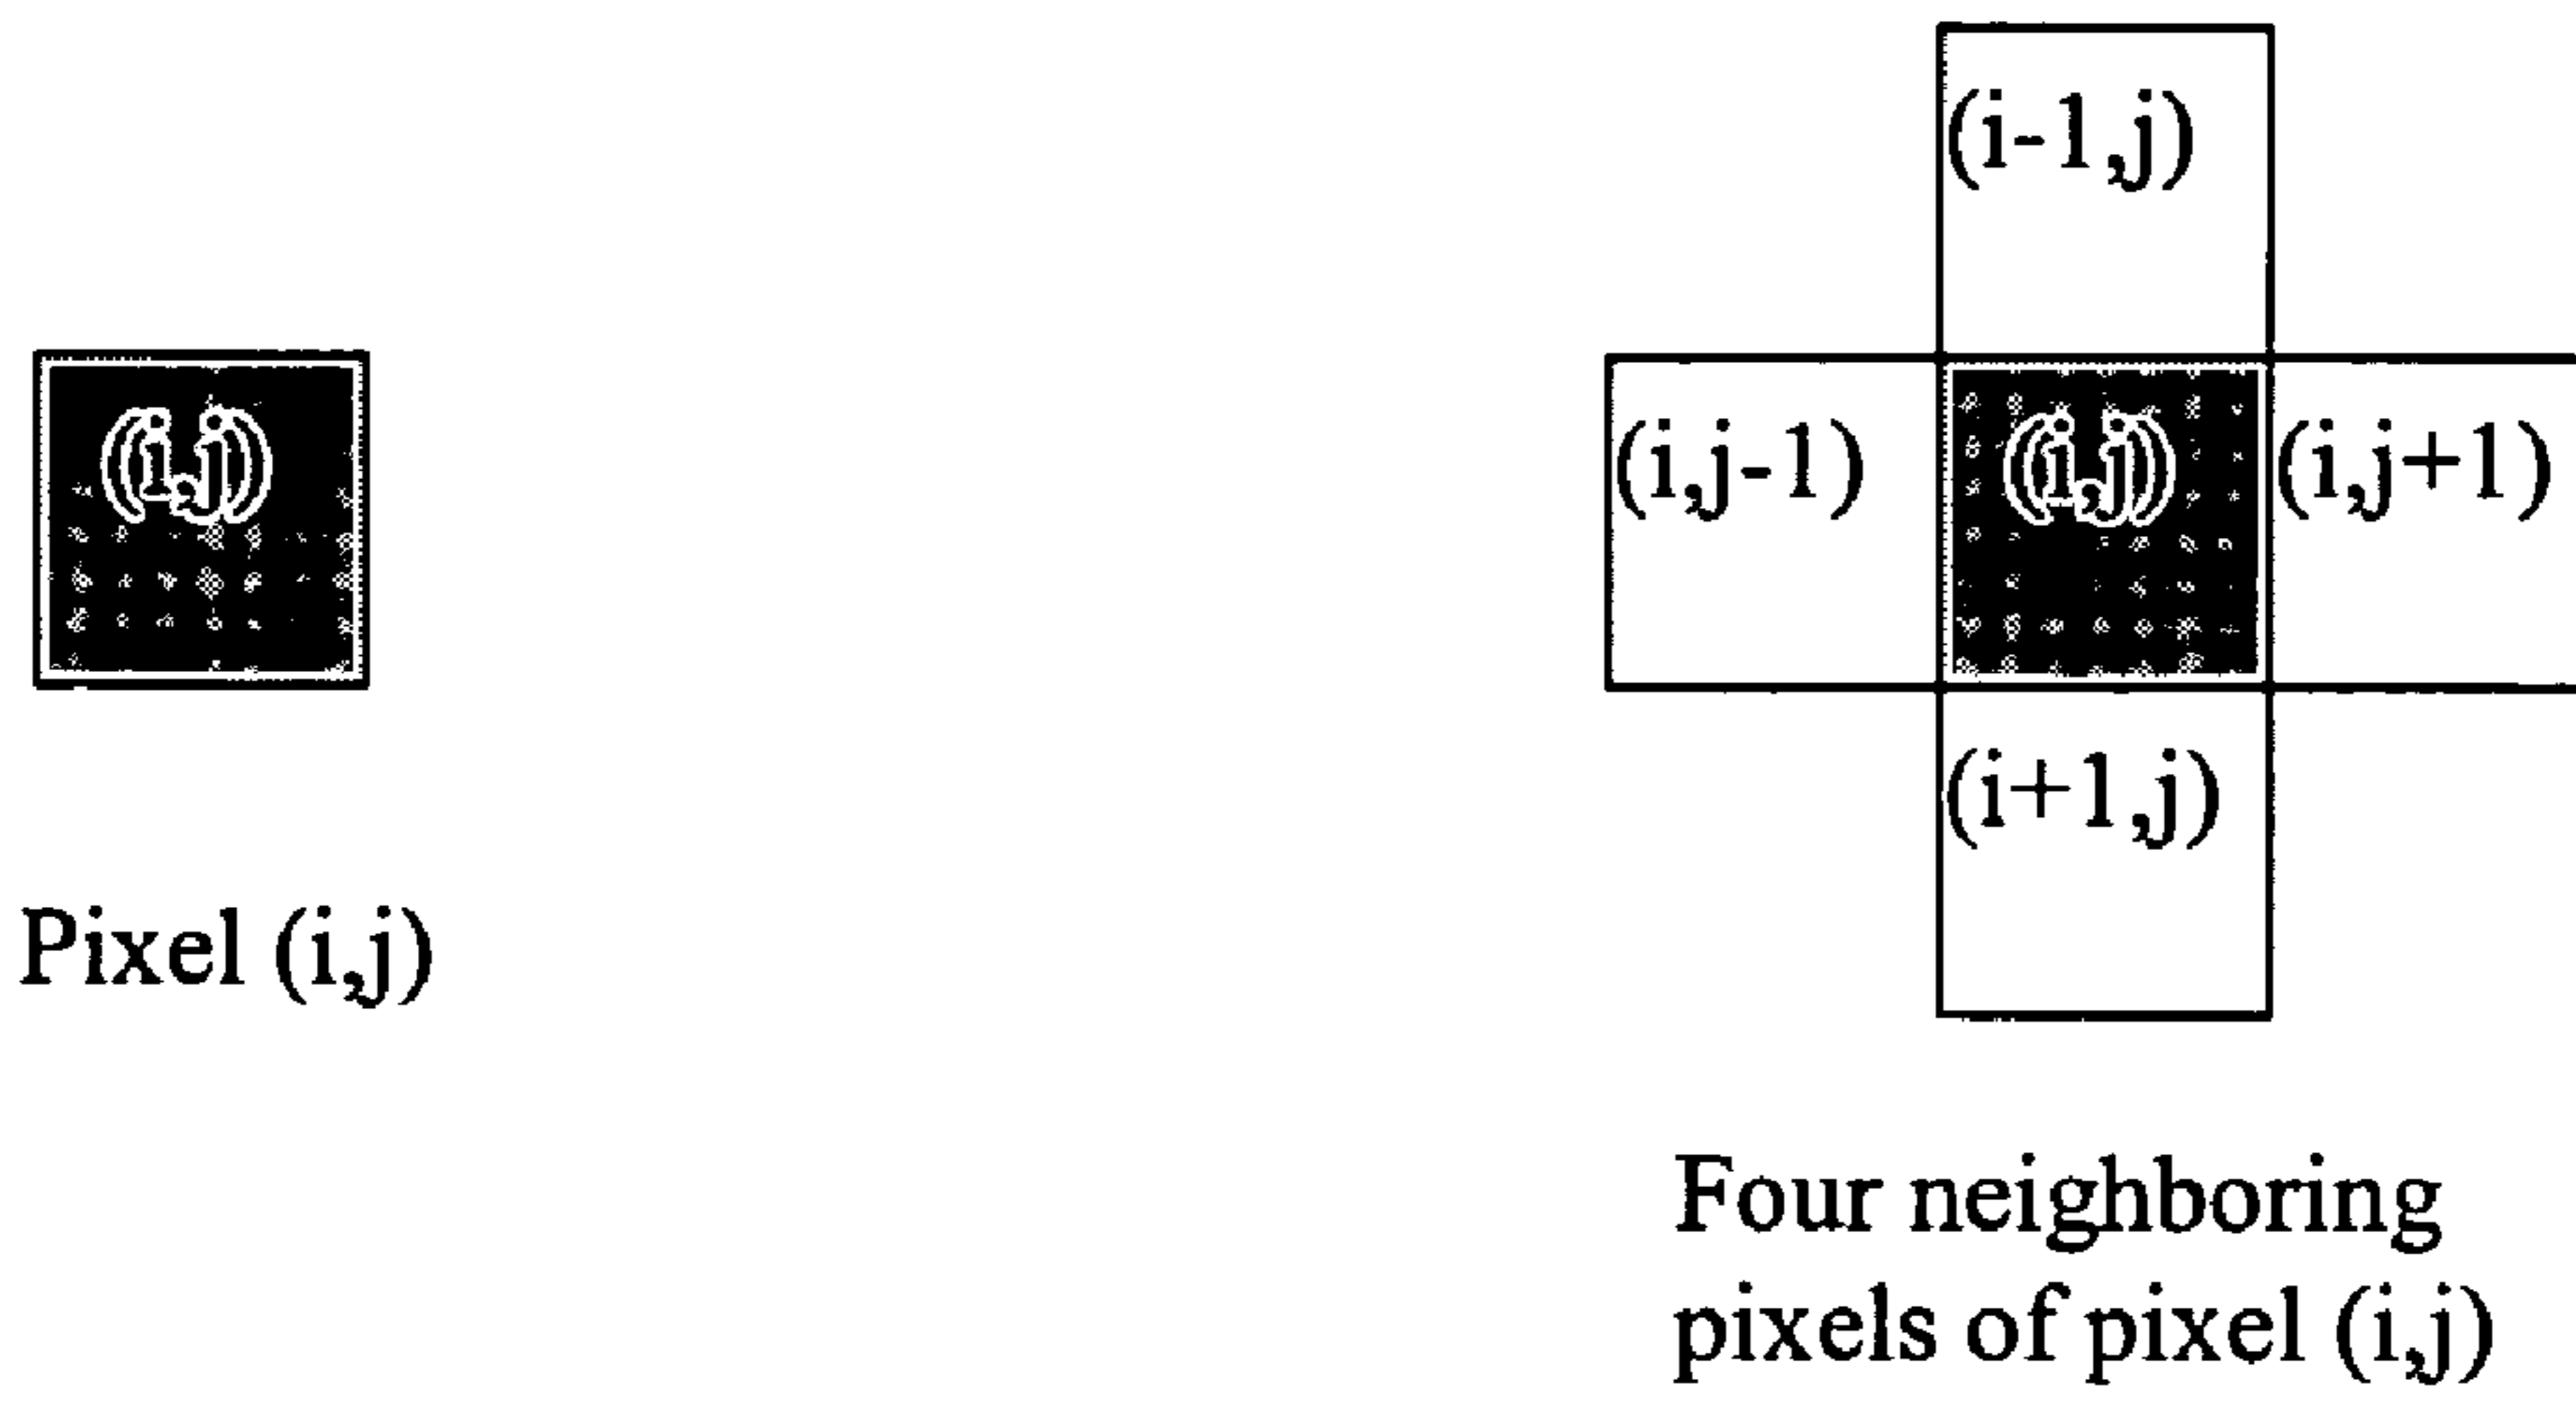 (i-1,j)
(i,j)
(i,j-1) (i,j) (i,j+1)
(i+1,j)
Pixel (i,j)
Four neighboring
pixels of pixel (i,j)